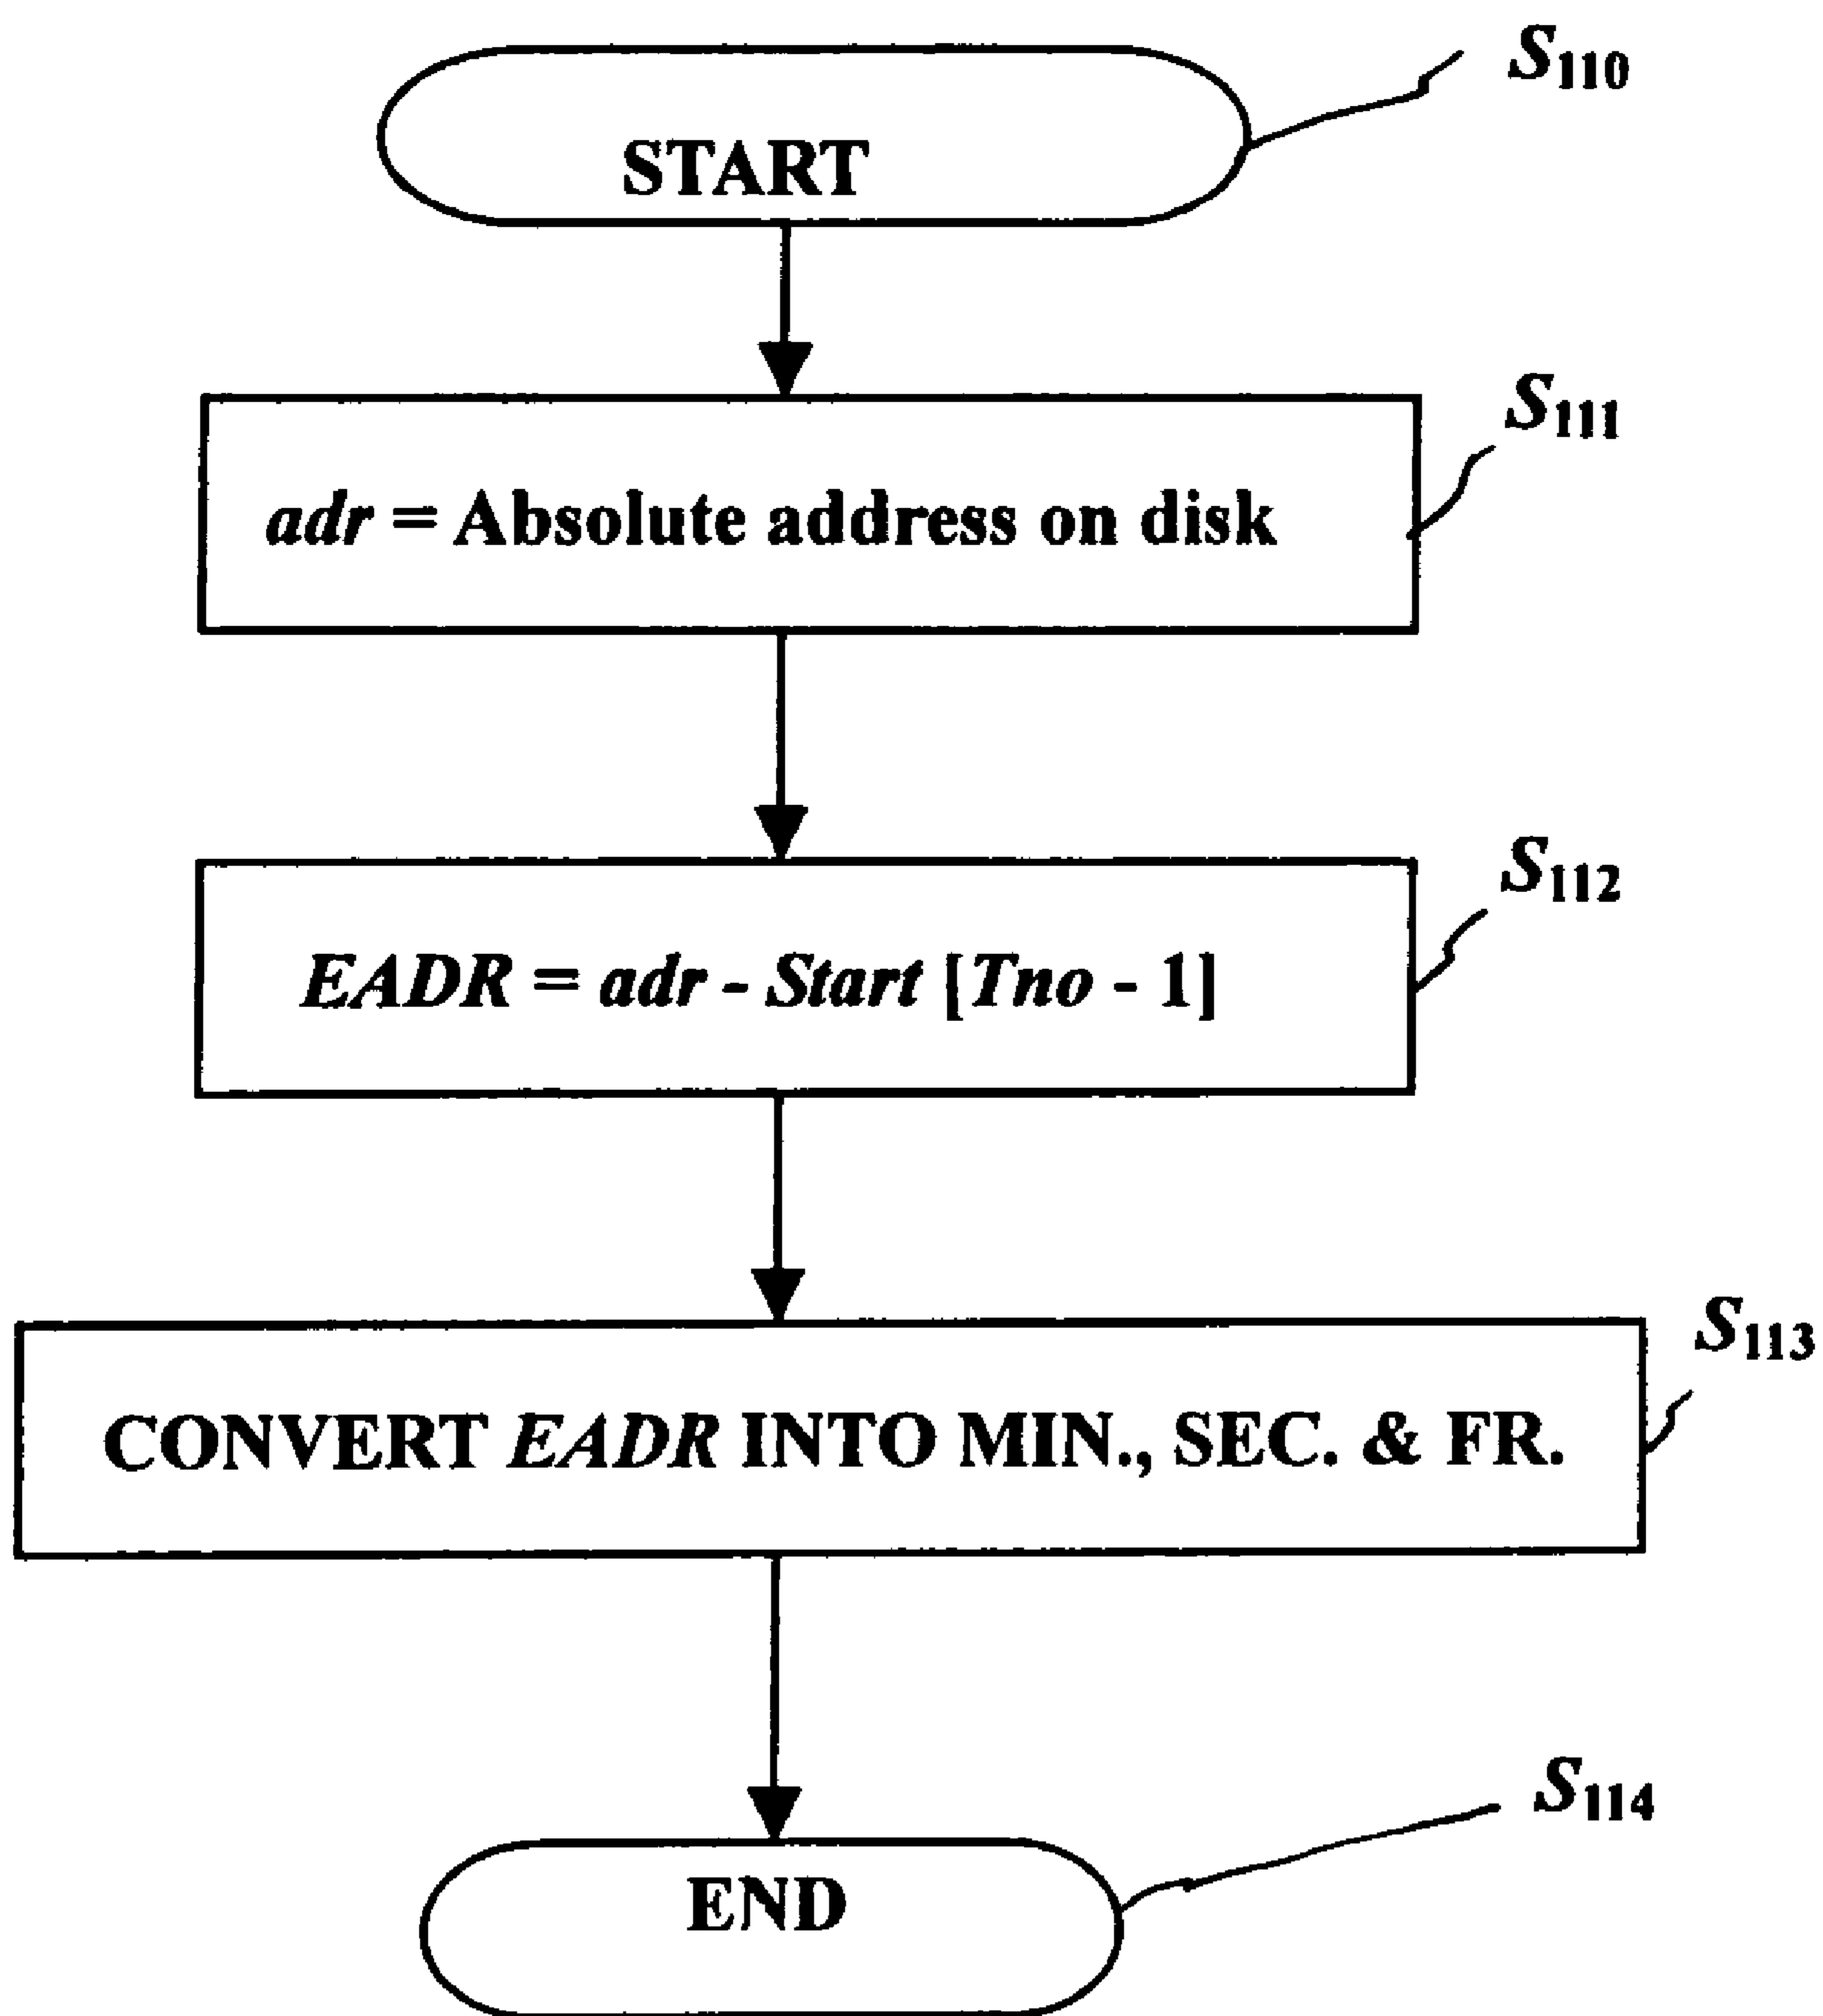 S110
START
S111
adr = Absolute address on disk
S112
EADR = adr - Start [Tno - 1]
S113
CONVERT EADR INTO MIN., SEC. & FR.
S114
END